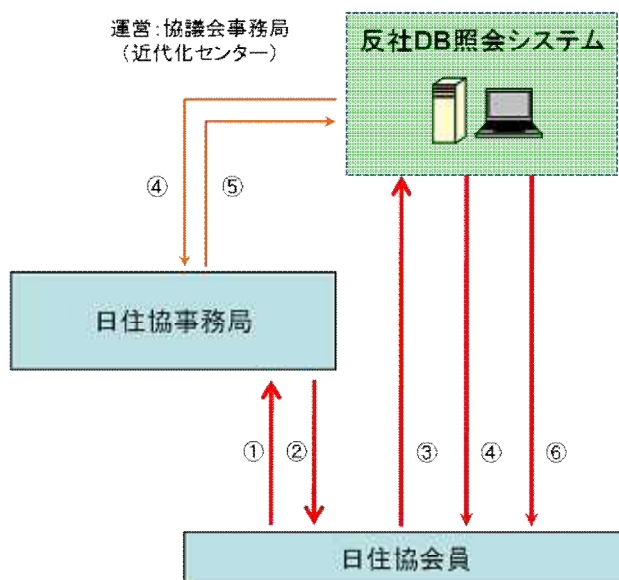 運営：協議会事務局
（近代化センター）
反社DB照会システム
④
⑤
日住協事務局
①
②
③
④
⑥
日住協会員